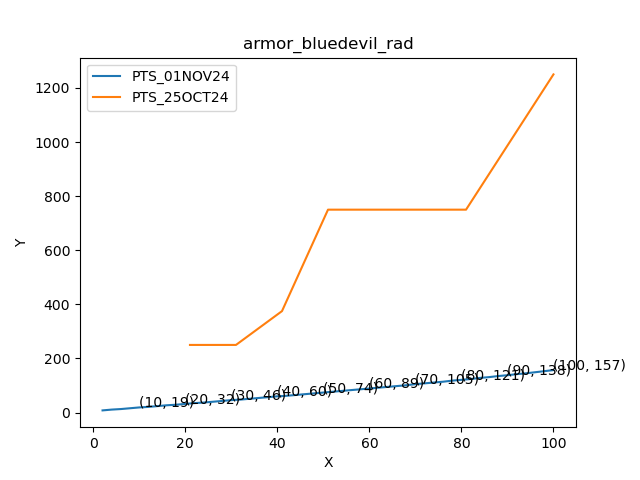 armor_bluedevil_rad
PTS_01NOV24
PTS_25OCT24
1200
1000
800
600
400
200
0
Y
(10, 19)
(20, 32)
(30, 46)
(40, 60)
(50, 74)
(60, 89)
(70, 105)
(80, 121)
(90, 138)
(100, 157)
0 20 40 60 80 100
X